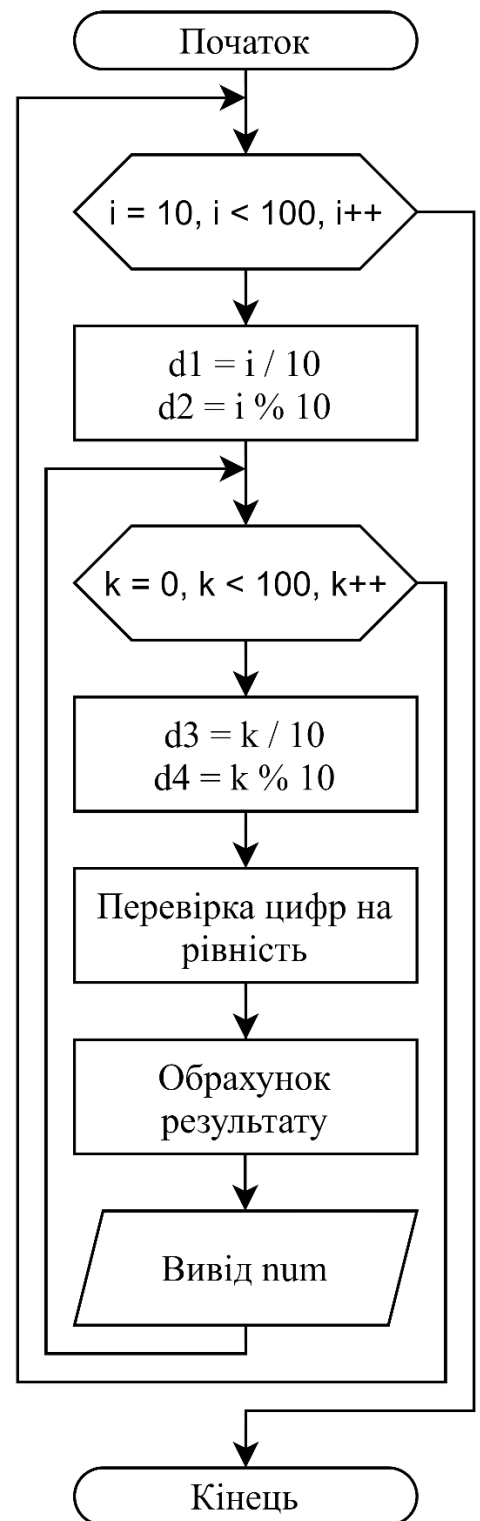 Початок
i = 10, i < 100, i++
d1 = i / 10
d2 = i % 10
k = 0, k < 100, k++
d3 = k / 10
d4 = k % 10
Перевірка цифр на
рівність
Обрахунок
результату
Вивід num
Кінець